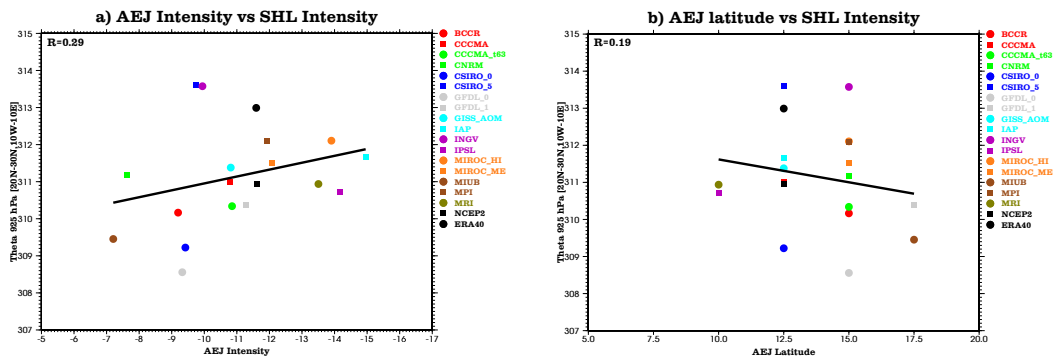 a) AEJ Intensity vs SHL Intensity
R=0.29
Theta 925 hPa [20N-30N,10W-10E]
315
314
313
312
311
310
309
308
307
-5
-6
-7
-8
-9
-10
-11
-12
-13
-14
-15
-16
-17
AEJ Intensity
BCCR
CCCMA
CCCMA_t63
CNRM
CSIRO_0
CSIRO_5
GFDL_0
GFDL_1
GISS_AOM
IAP
INGV
IPSL
MIROC_HI
MIROC_ME
MIUB
MPI
MRI
NCEP2
ERA40
b) AEJ latitude vs SHL Intensity
R=0.19
Theta 925 hPa [20N-30N,10W-10E]
315
314
313
312
311
310
309
308
307
5.0
7.5
10.0
12.5
15.0
17.5
20.0
AEJ Latitude
BCCR
CCCMA
CCCMA_t63
CNRM
CSIRO_0
CSIRO_5
GFDL_0
GFDL_1
GISS_AOM
IAP
INGV
IPSL
MIROC_HI
MIROC_ME
MIUB
MPI
MRI
NCEP2
ERA40